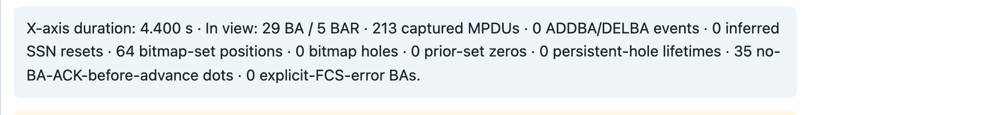 X-axis duration: 4.400 s · In view: 29 BA / 5 BAR · 213 captured MPDUs · 0 ADDBA/DELBA events · 0 inferred
SSN resets · 64 bitmap-set positions · 0 bitmap holes · 0 prior-set zeros · 0 persistent-hole lifetimes · 35 no-
BA-ACK-before-advance dots · 0 explicit-FCS-error BAs.